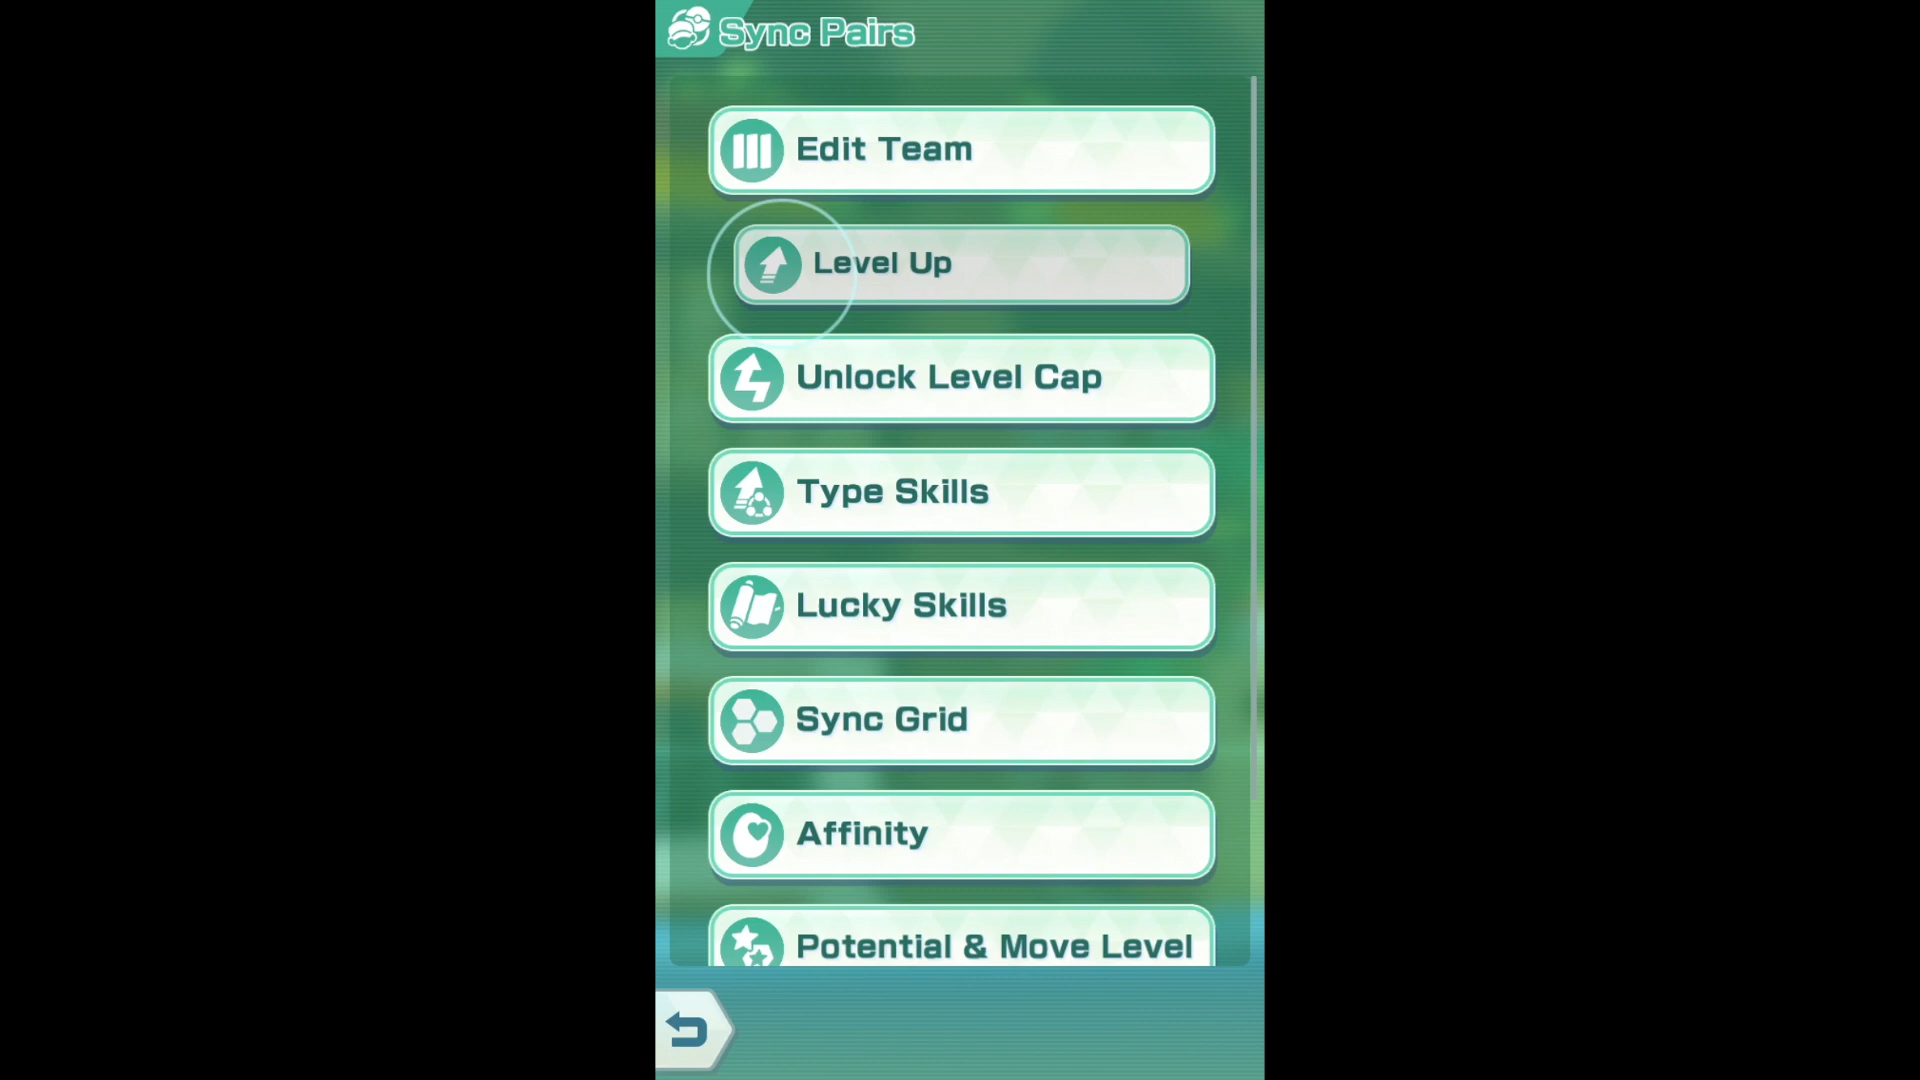 Sync Pairs
Edit Team
Level Up
Unlock Level Cap
Type Skills
Lucky Skills
Sync Grid
Affinity
Potential & Move Level